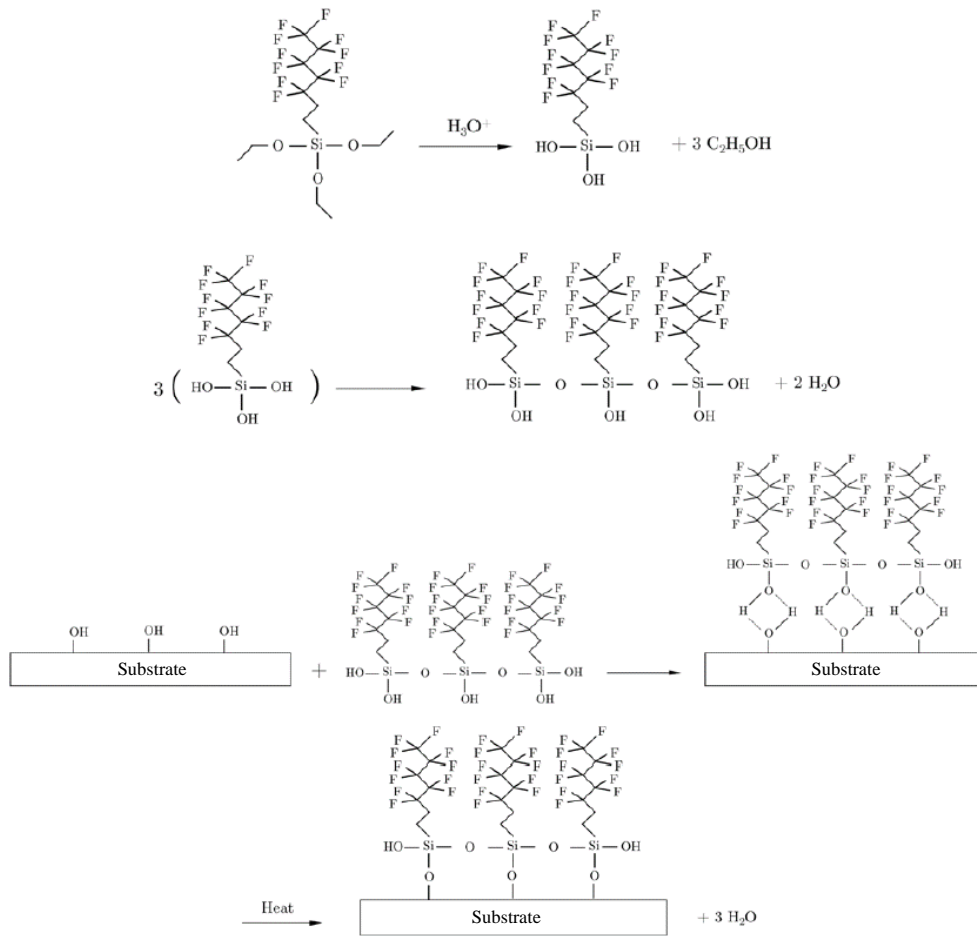 F F
F F
F F F
F F F
F F
H₃O⁺
O — Si — O
O
F F
F F
F F F
F F F
F F
HO — Si — OH
OH
+ 3 C₂H₅OH
F F
F F
F F F
F F F
F F
3 ( HO — Si — OH )
OH
F F F F F F
F F F F F F
F F F F F F F F F
F F F F F F F F F
F F F F F F
HO — Si — O — Si — O — Si — OH
OH OH OH
+ 2 H₂O
OH OH OH
Substrate
+
F F F F F F
F F F F F F
F F F F F F F F F
F F F F F F F F F
F F F F F F
HO — Si — O — Si — O — Si — OH
OH OH OH
F F F F F F
F F F F F F
F F F F F F F F F
F F F F F F F F F
F F F F F F
HO — Si — O — Si — O — Si — OH
O O O
H H H H H H
O O O
Substrate
Heat
F F F F F F
F F F F F F
F F F F F F F F F
F F F F F F F F F
F F F F F F
HO — Si — O — Si — O — Si — OH
O O O
Substrate
+ 3 H₂O